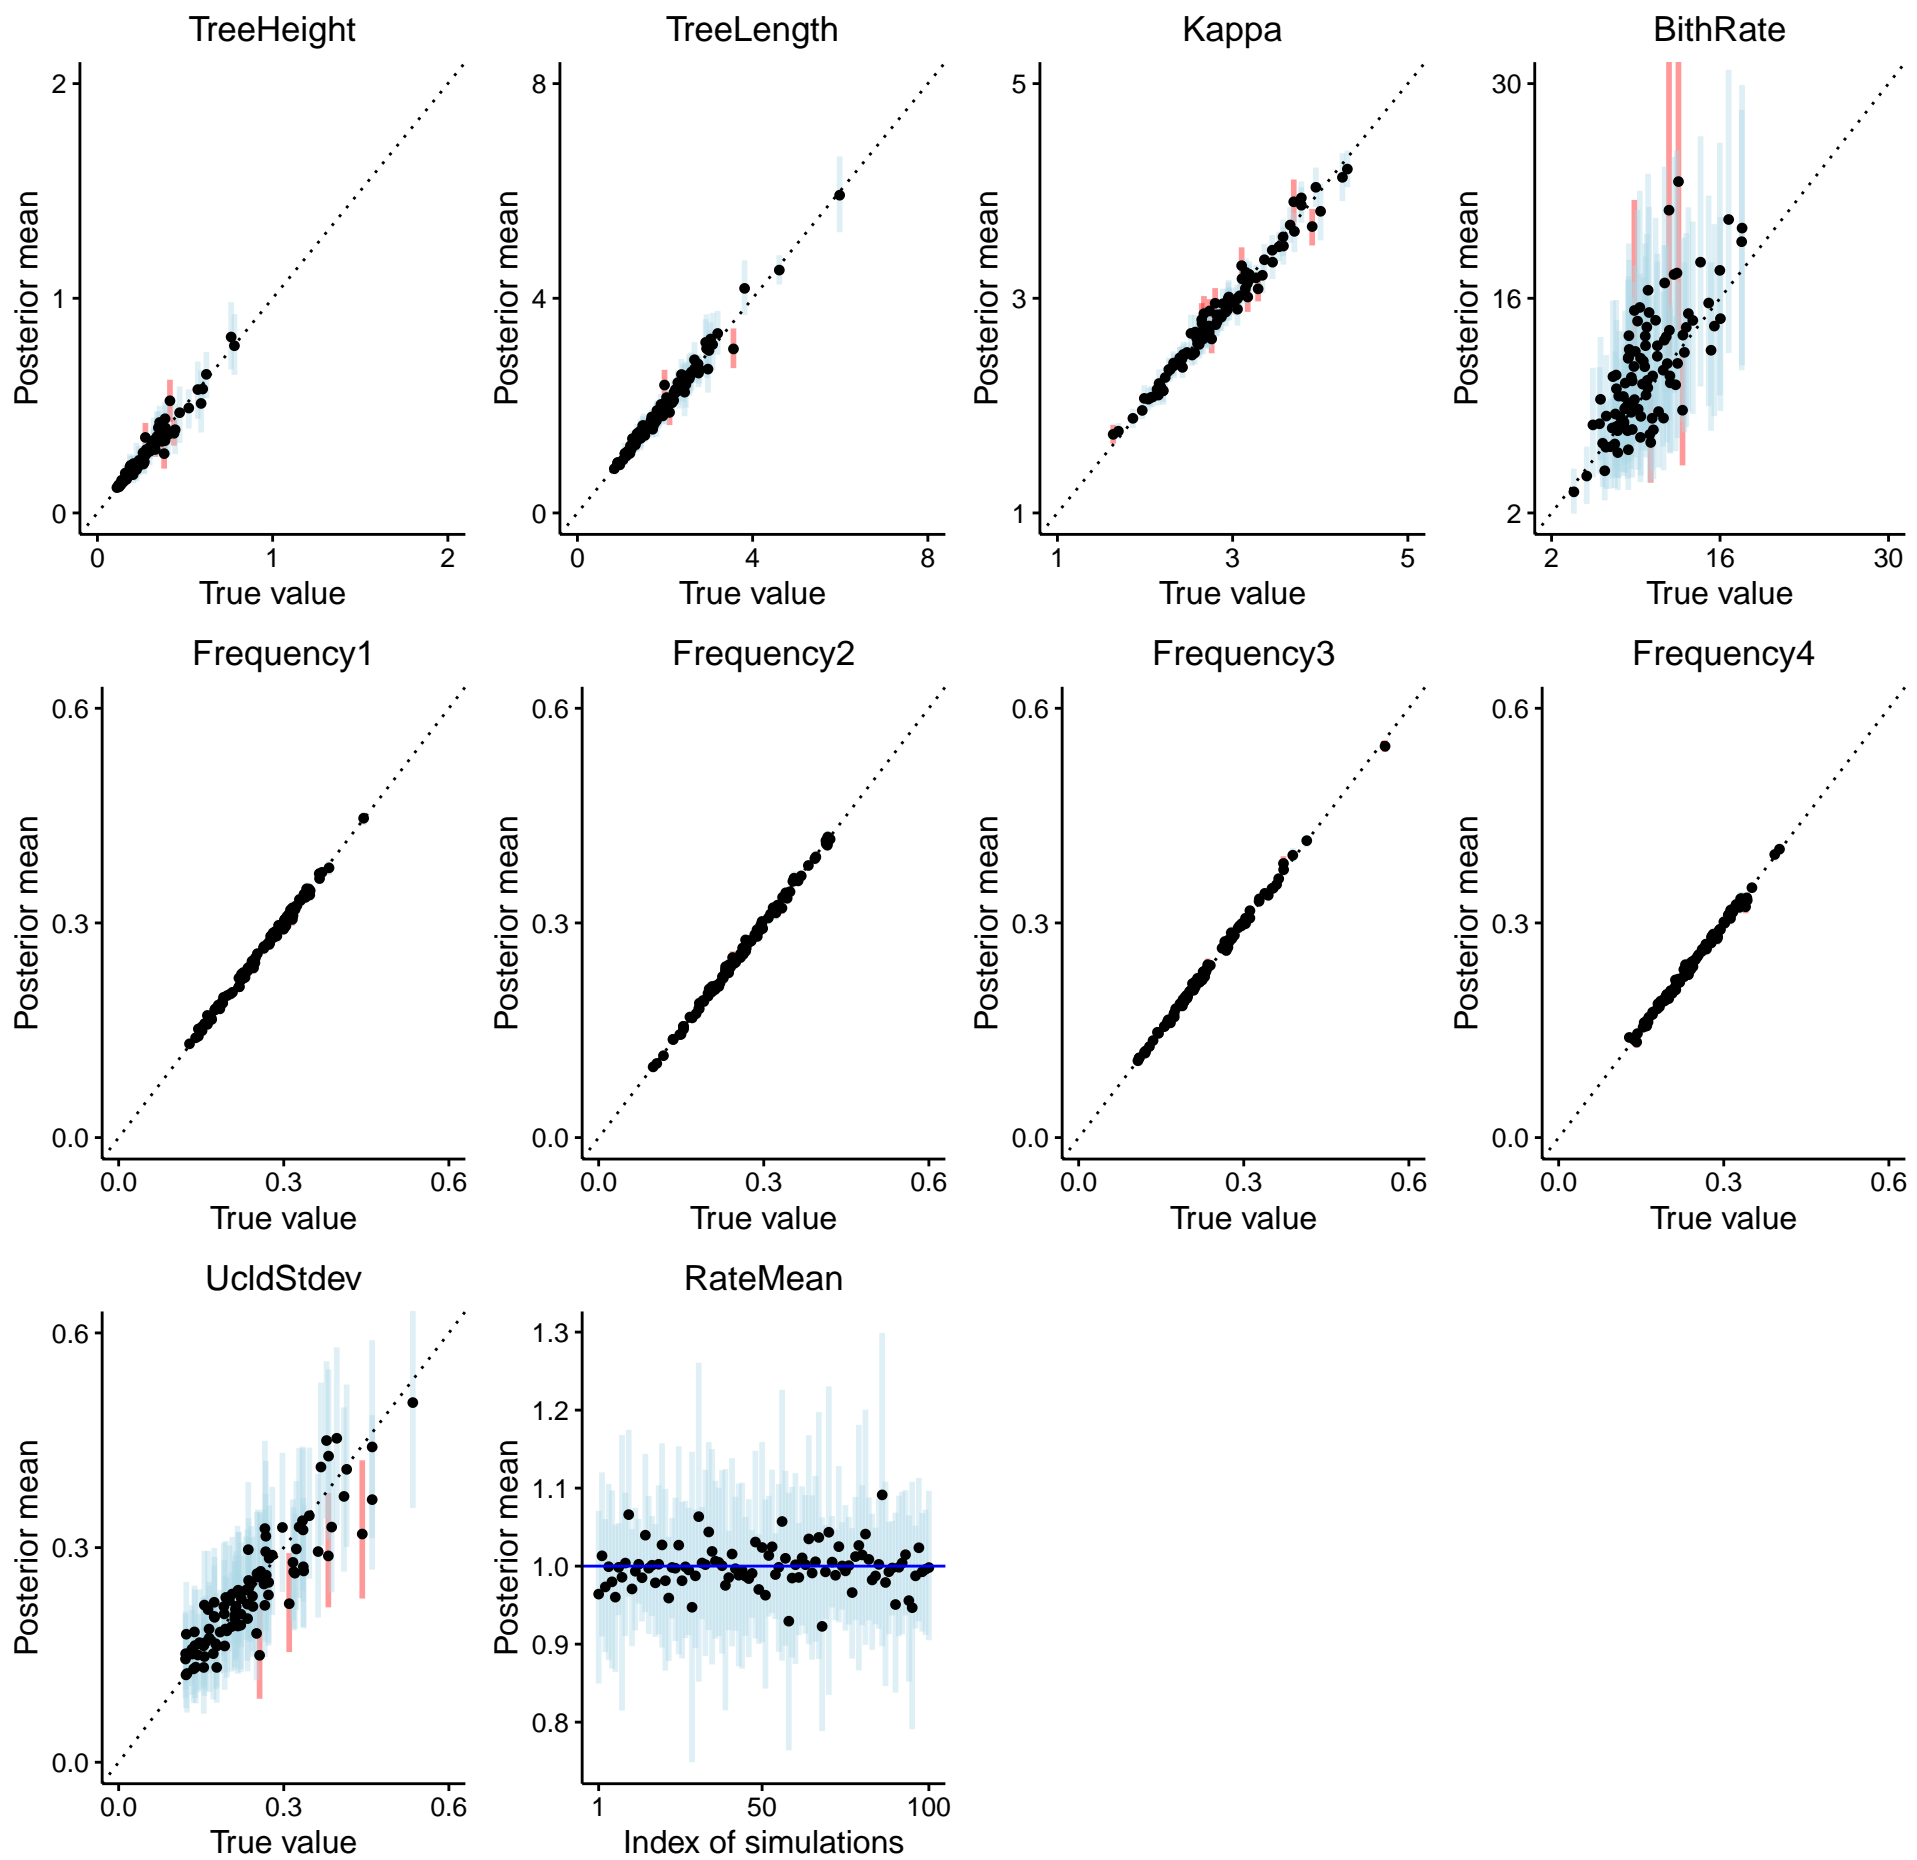 TreeHeight
TreeLength
Kappa
BithRate
2
1
0
0
1
2
Posterior mean
True value
8
4
0
0
4
8
Posterior mean
True value
5
3
1
1
3
5
Posterior mean
True value
30
16
2
2
16
30
Posterior mean
True value
Frequency1
Frequency2
Frequency3
Frequency4
0.6
0.3
0.0
0.0
0.3
0.6
Posterior mean
True value
0.6
0.3
0.0
0.0
0.3
0.6
Posterior mean
True value
0.6
0.3
0.0
0.0
0.3
0.6
Posterior mean
True value
0.6
0.3
0.0
0.0
0.3
0.6
Posterior mean
True value
UcldStdev
RateMean
0.6
0.3
0.0
0.0
0.3
0.6
Posterior mean
True value
1.3
1.2
1.1
1.0
0.9
0.8
1
50
100
Posterior mean
Index of simulations